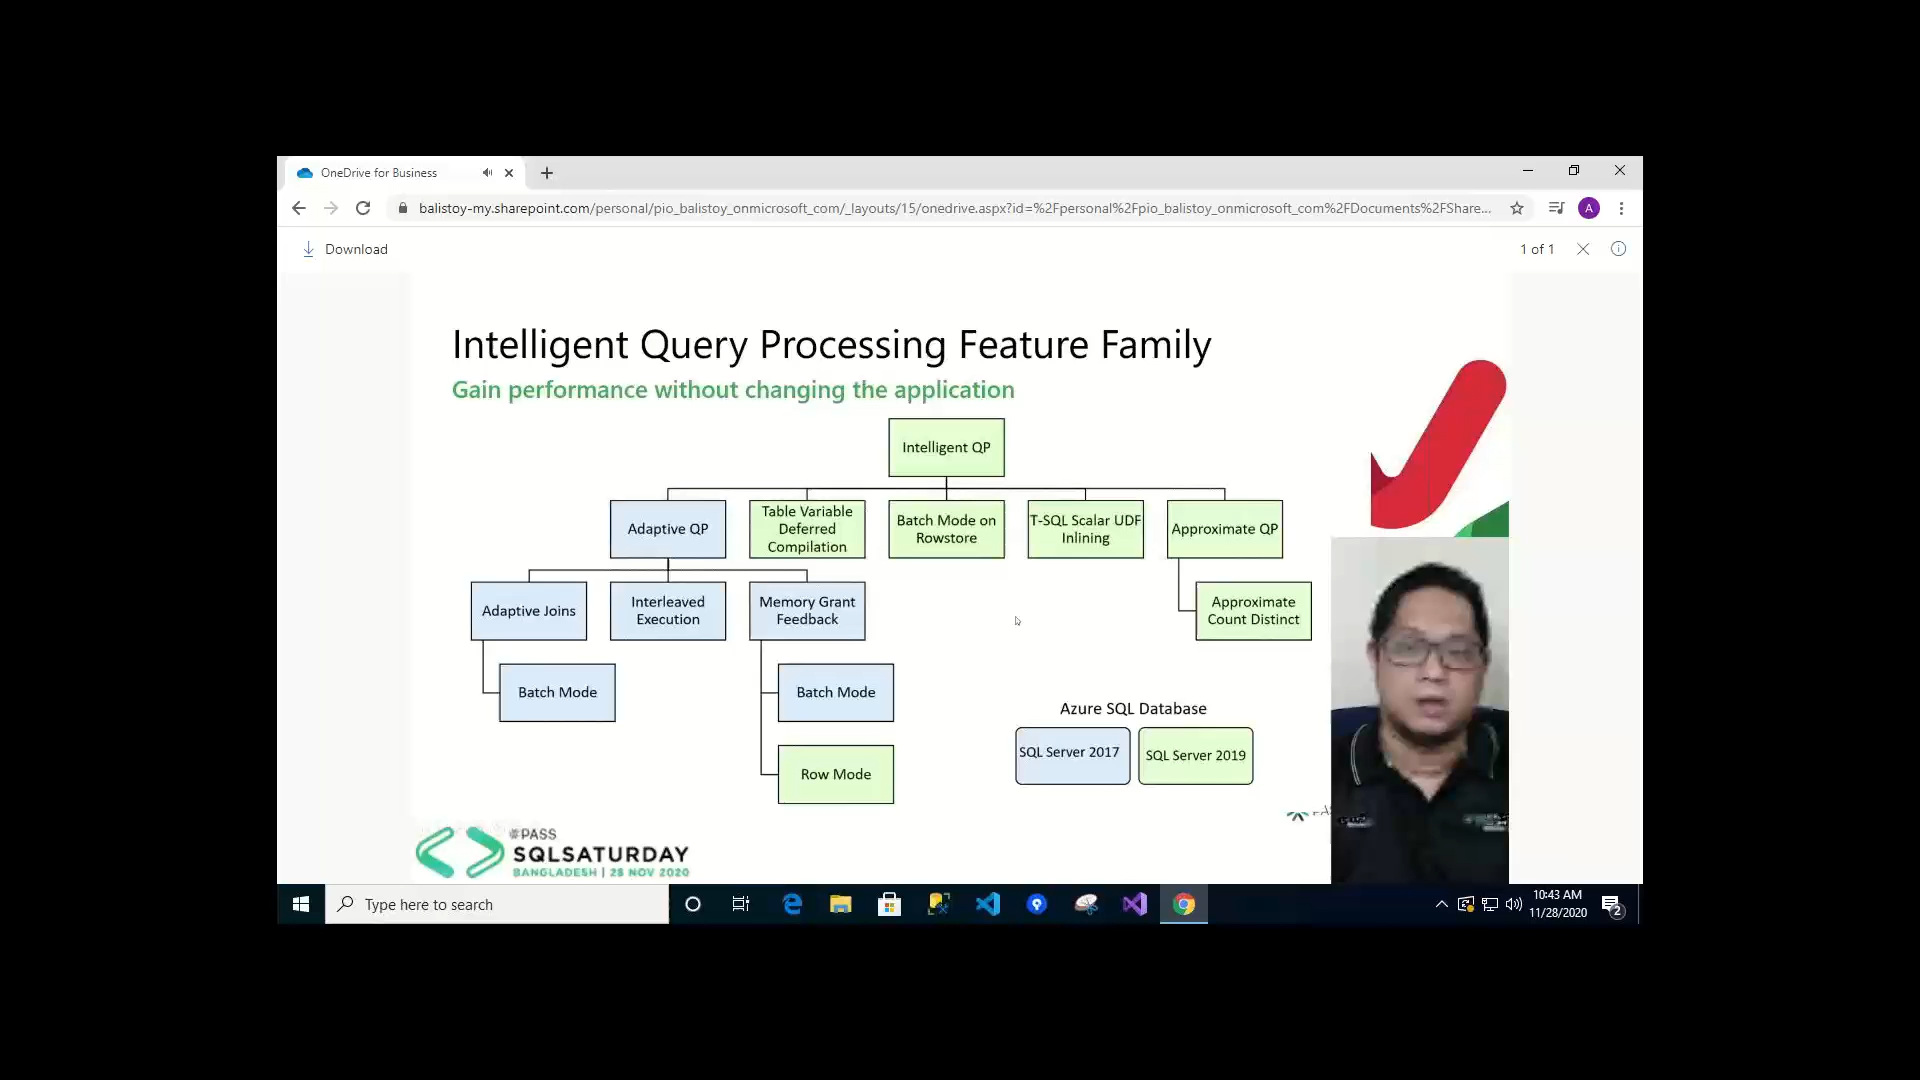 OneDrive for Business
balistoy-my.sharepoint.com/personal/pio_balistoy_onmicrosoft_com/_layouts/15/onedrive.aspx?id=%2Fpersonal%2Fpio_balistoy_onmicrosoft_com%2FDocuments%2FShare...
A
Download
1 of 1
Intelligent Query Processing Feature Family
Gain performance without changing the application
Intelligent QP
Adaptive QP
Table Variable
Deferred
Compilation
Batch Mode on
Rowstore
T-SQL Scalar UDF
Inlining
Approximate QP
Adaptive Joins
Interleaved
Execution
Memory Grant
Feedback
Approximate
Count Distinct
Batch Mode
Batch Mode
Row Mode
Azure SQL Database
SQL Server 2017
SQL Server 2019
#PASS
SQLSATURDAY
BANGLADESH | 28 NOV 2020
Type here to search
10:43 AM
11/28/2020
2